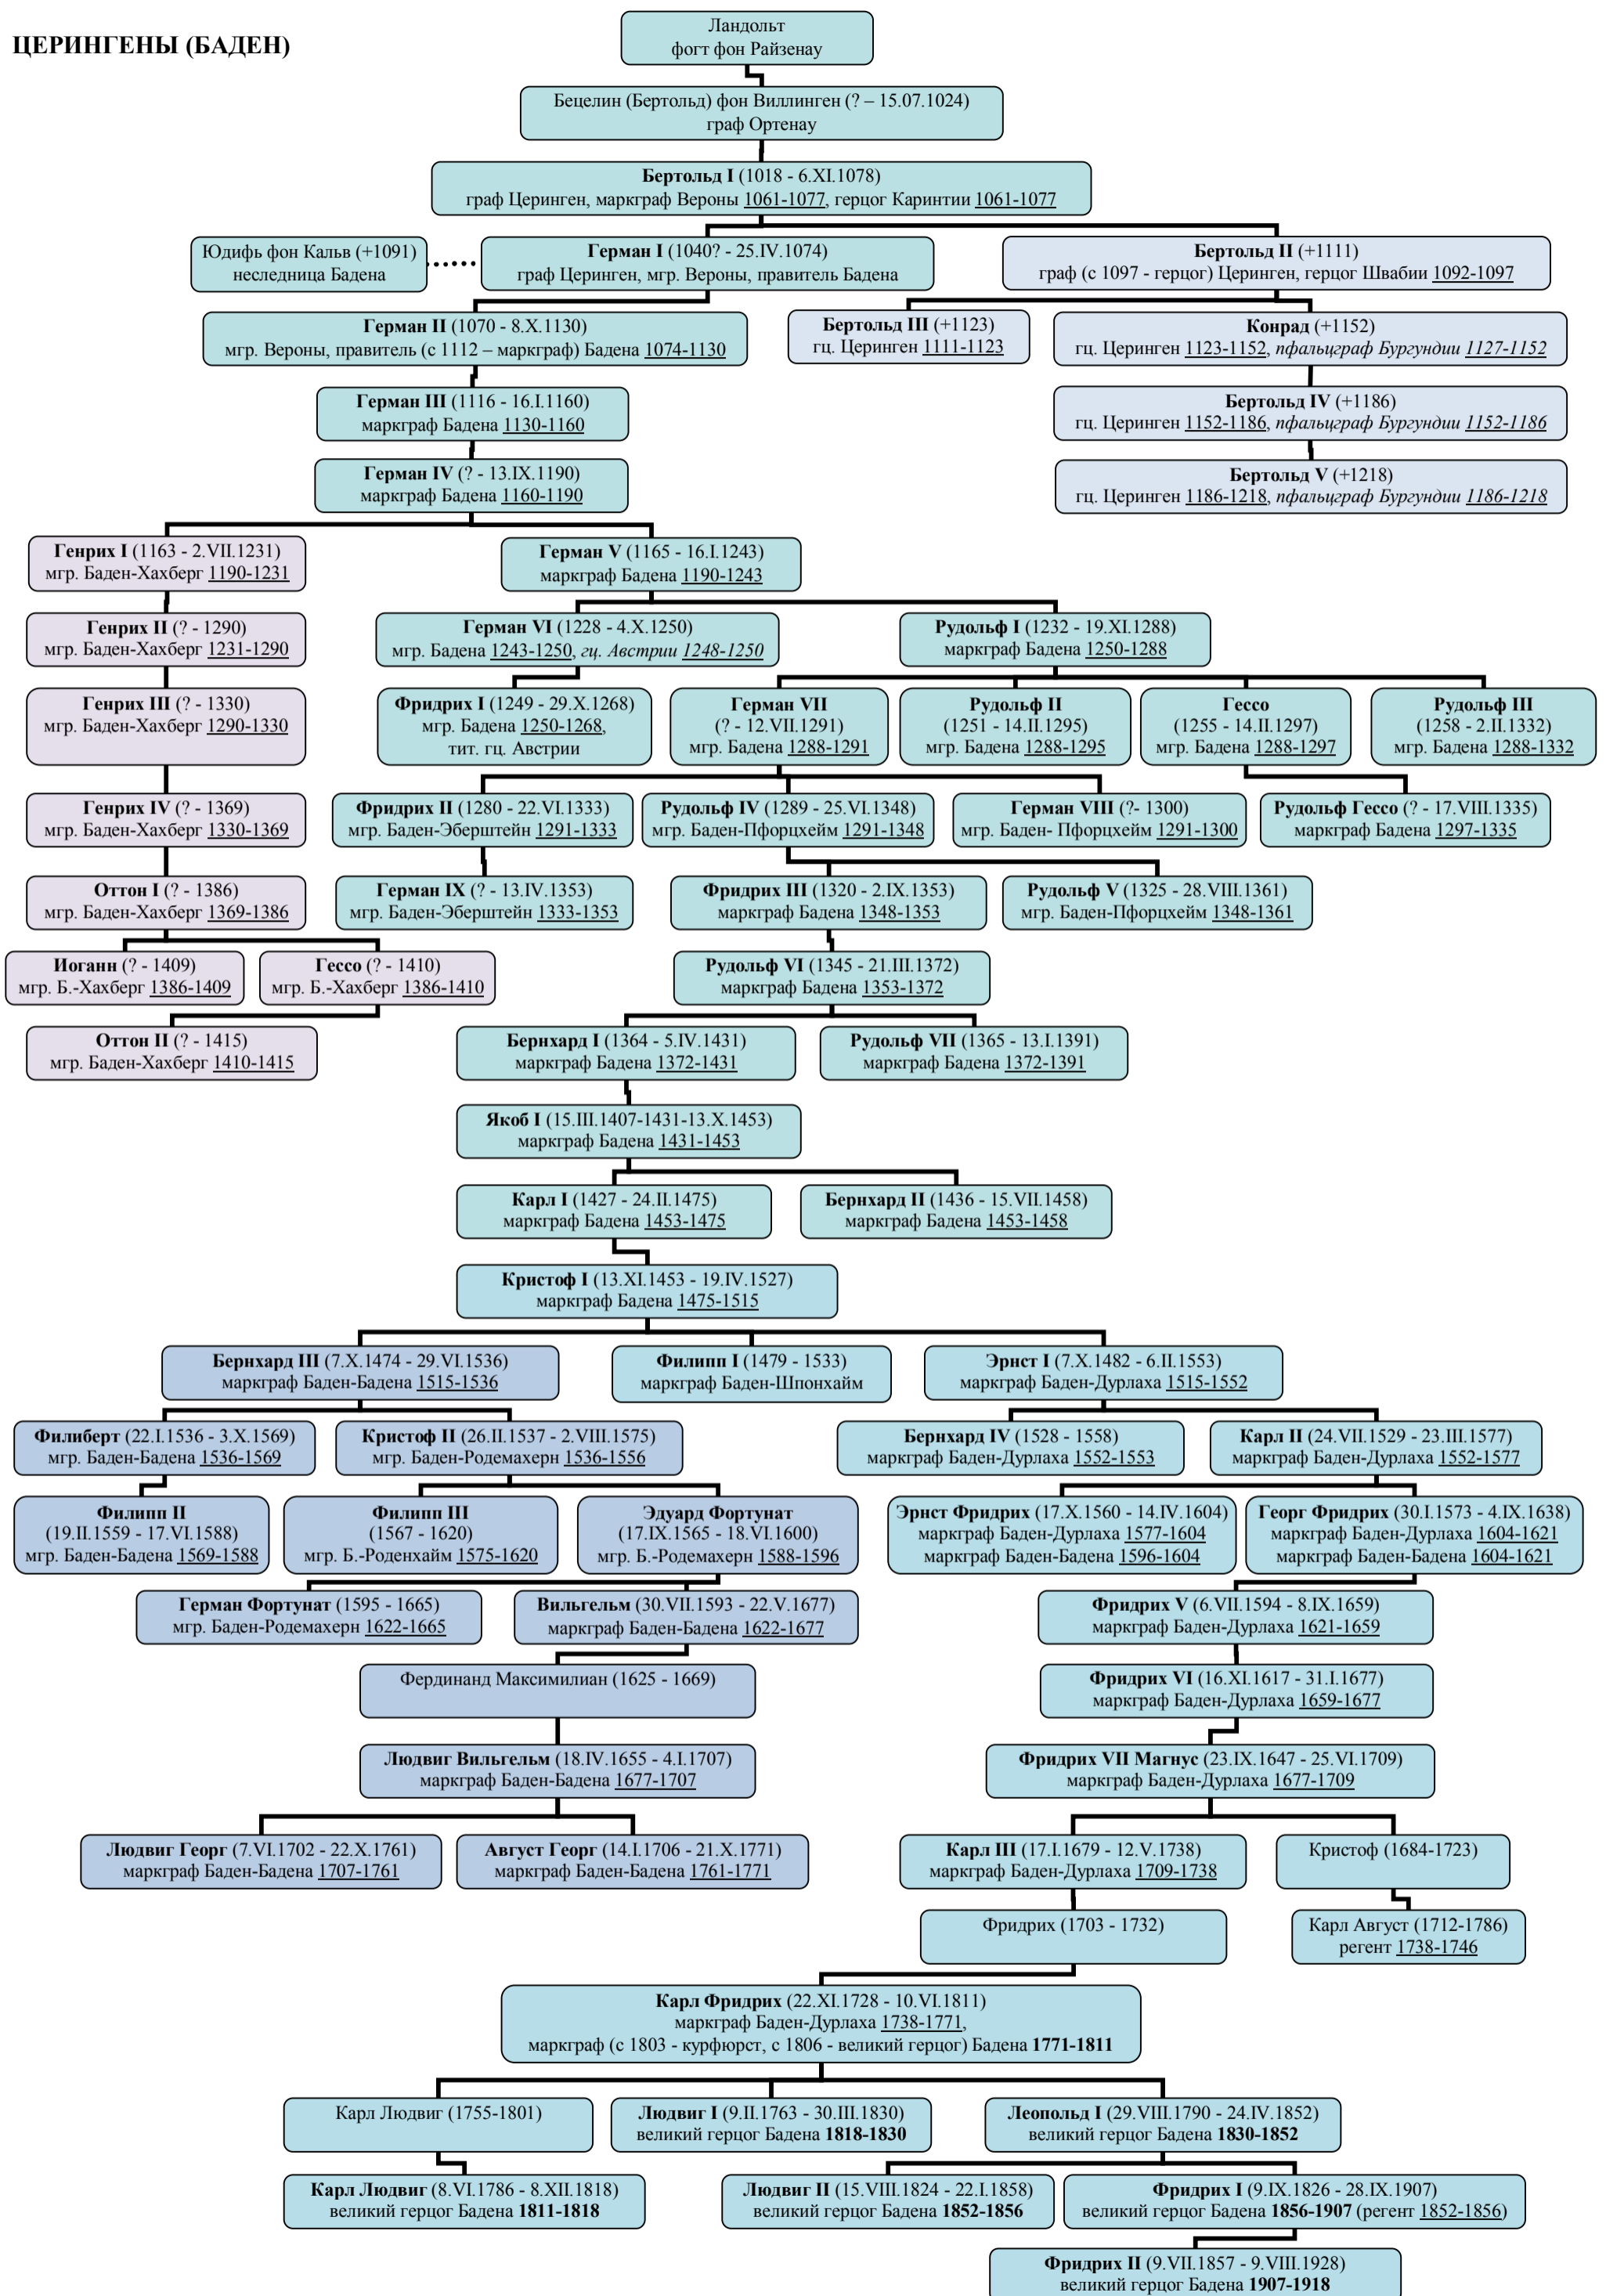 ЦЕРИНГЕНЫ (БАДЕН)
Ландольт
фогт фон Райзенау
Бецелин (Бертольд) фон Виллинген (? – 15.07.1024)
граф Ортенау
Бертольд I (1018 - 6.XI.1078)
граф Церинген, маркграф Вероны 1061-1077, герцог Каринтии 1061-1077
Юдифь фон Кальв (+1091)
неследница Бадена
Герман I (1040? - 25.IV.1074)
граф Церинген, мгр. Вероны, правитель Бадена
Бертольд II (+1111)
граф (с 1097 - герцог) Церинген, герцог Швабии 1092-1097
Герман II (1070 - 8.X.1130)
мгр. Вероны, правитель (с 1112 – маркграф) Бадена 1074-1130
Бертольд III (+1123)
гц. Церинген 1111-1123
Конрад (+1152)
гц. Церинген 1123-1152, пфальцграф Бургундии 1127-1152
Герман III (1116 - 16.I.1160)
маркграф Бадена 1130-1160
Бертольд IV (+1186)
гц. Церинген 1152-1186, пфальцграф Бургундии 1152-1186
Герман IV (? - 13.IX.1190)
маркграф Бадена 1160-1190
Бертольд V (+1218)
гц. Церинген 1186-1218, пфальцграф Бургундии 1186-1218
Генрих I (1163 - 2.VII.1231)
мгр. Баден-Хахберг 1190-1231
Герман V (1165 - 16.I.1243)
маркграф Бадена 1190-1243
Генрих II (? - 1290)
мгр. Баден-Хахберг 1231-1290
Герман VI (1228 - 4.X.1250)
мгр. Бадена 1243-1250, гц. Австрии 1248-1250
Рудольф I (1232 - 19.XI.1288)
маркграф Бадена 1250-1288
Генрих III (? - 1330)
мгр. Баден-Хахберг 1290-1330
Фридрих I (1249 - 29.X.1268)
мгр. Бадена 1250-1268,
тит. гц. Австрии
Герман VII
(? - 12.VII.1291)
мгр. Бадена 1288-1291
Рудольф II
(1251 - 14.II.1295)
мгр. Бадена 1288-1295
Гессо
(1255 - 14.II.1297)
мгр. Бадена 1288-1297
Рудольф III
(1258 - 2.II.1332)
мгр. Бадена 1288-1332
Генрих IV (? - 1369)
мгр. Баден-Хахберг 1330-1369
Фридрих II (1280 - 22.VI.1333)
мгр. Баден-Эберштейн 1291-1333
Рудольф IV (1289 - 25.VI.1348)
мгр. Баден-Пфорцхейм 1291-1348
Герман VIII (?- 1300)
мгр. Баден- Пфорцхейм 1291-1300
Рудольф Гессо (? - 17.VIII.1335)
маркграф Бадена 1297-1335
Оттон I (? - 1386)
мгр. Баден-Хахберг 1369-1386
Герман IX (? - 13.IV.1353)
мгр. Баден-Эберштейн 1333-1353
Фридрих III (1320 - 2.IX.1353)
маркграф Бадена 1348-1353
Рудольф V (1325 - 28.VIII.1361)
мгр. Баден-Пфорцхейм 1348-1361
Иоганн (? - 1409)
мгр. Б.-Хахберг 1386-1409
Гессо (? - 1410)
мгр. Б.-Хахберг 1386-1410
Рудольф VI (1345 - 21.III.1372)
маркграф Бадена 1353-1372
Оттон II (? - 1415)
мгр. Баден-Хахберг 1410-1415
Бернхард I (1364 - 5.IV.1431)
маркграф Бадена 1372-1431
Рудольф VII (1365 - 13.I.1391)
маркграф Бадена 1372-1391
Якоб I (15.III.1407-1431-13.X.1453)
маркграф Бадена 1431-1453
Карл I (1427 - 24.II.1475)
маркграф Бадена 1453-1475
Бернхард II (1436 - 15.VII.1458)
маркграф Бадена 1453-1458
Кристоф I (13.XI.1453 - 19.IV.1527)
маркграф Бадена 1475-1515
Бернхард III (7.X.1474 - 29.VI.1536)
маркграф Баден-Бадена 1515-1536
Филипп I (1479 - 1533)
маркграф Баден-Шпонхайм
Эрнст I (7.X.1482 - 6.II.1553)
маркграф Баден-Дурлаха 1515-1552
Филиберт (22.I.1536 - 3.X.1569)
мгр. Баден-Бадена 1536-1569
Кристоф II (26.II.1537 - 2.VIII.1575)
мгр. Баден-Родемахерн 1536-1556
Бернхард IV (1528 - 1558)
маркграф Баден-Дурлаха 1552-1553
Карл II (24.VII.1529 - 23.III.1577)
маркграф Баден-Дурлаха 1552-1577
Филипп II
(19.II.1559 - 17.VI.1588)
мгр. Баден-Бадена 1569-1588
Филипп III
(1567 - 1620)
мгр. Б.-Роденхайм 1575-1620
Эдуард Фортунат
(17.IX.1565 - 18.VI.1600)
мгр. Б.-Родемахерн 1588-1596
Эрнст Фридрих (17.X.1560 - 14.IV.1604)
маркграф Баден-Дурлаха 1577-1604
маркграф Баден-Бадена 1596-1604
Георг Фридрих (30.I.1573 - 4.IX.1638)
маркграф Баден-Дурлаха 1604-1621
маркграф Баден-Бадена 1604-1621
Герман Фортунат (1595 - 1665)
мгр. Баден-Родемахерн 1622-1665
Вильгельм (30.VII.1593 - 22.V.1677)
маркграф Баден-Бадена 1622-1677
Фридрих V (6.VII.1594 - 8.IX.1659)
маркграф Баден-Дурлаха 1621-1659
Фердинанд Максимилиан (1625 - 1669)
Фридрих VI (16.XI.1617 - 31.I.1677)
маркграф Баден-Дурлаха 1659-1677
Людвиг Вильгельм (18.IV.1655 - 4.I.1707)
маркграф Баден-Бадена 1677-1707
Фридрих VII Магнус (23.IX.1647 - 25.VI.1709)
маркграф Баден-Дурлаха 1677-1709
Людвиг Георг (7.VI.1702 - 22.X.1761)
маркграф Баден-Бадена 1707-1761
Август Георг (14.I.1706 - 21.X.1771)
маркграф Баден-Бадена 1761-1771
Карл III (17.I.1679 - 12.V.1738)
маркграф Баден-Дурлаха 1709-1738
Кристоф (1684-1723)
Фридрих (1703 - 1732)
Карл Август (1712-1786)
регент 1738-1746
Карл Фридрих (22.XI.1728 - 10.VI.1811)
маркграф Баден-Дурлаха 1738-1771,
маркграф (с 1803 - курфюрст, с 1806 - великий герцог) Бадена 1771-1811
Карл Людвиг (1755-1801)
Людвиг I (9.II.1763 - 30.III.1830)
великий герцог Бадена 1818-1830
Леопольд I (29.VIII.1790 - 24.IV.1852)
великий герцог Бадена 1830-1852
Карл Людвиг (8.VI.1786 - 8.XII.1818)
великий герцог Бадена 1811-1818
Людвиг II (15.VIII.1824 - 22.I.1858)
великий герцог Бадена 1852-1856
Фридрих I (9.IX.1826 - 28.IX.1907)
великий герцог Бадена 1856-1907 (регент 1852-1856)
Фридрих II (9.VII.1857 - 9.VIII.1928)
великий герцог Бадена 1907-1918